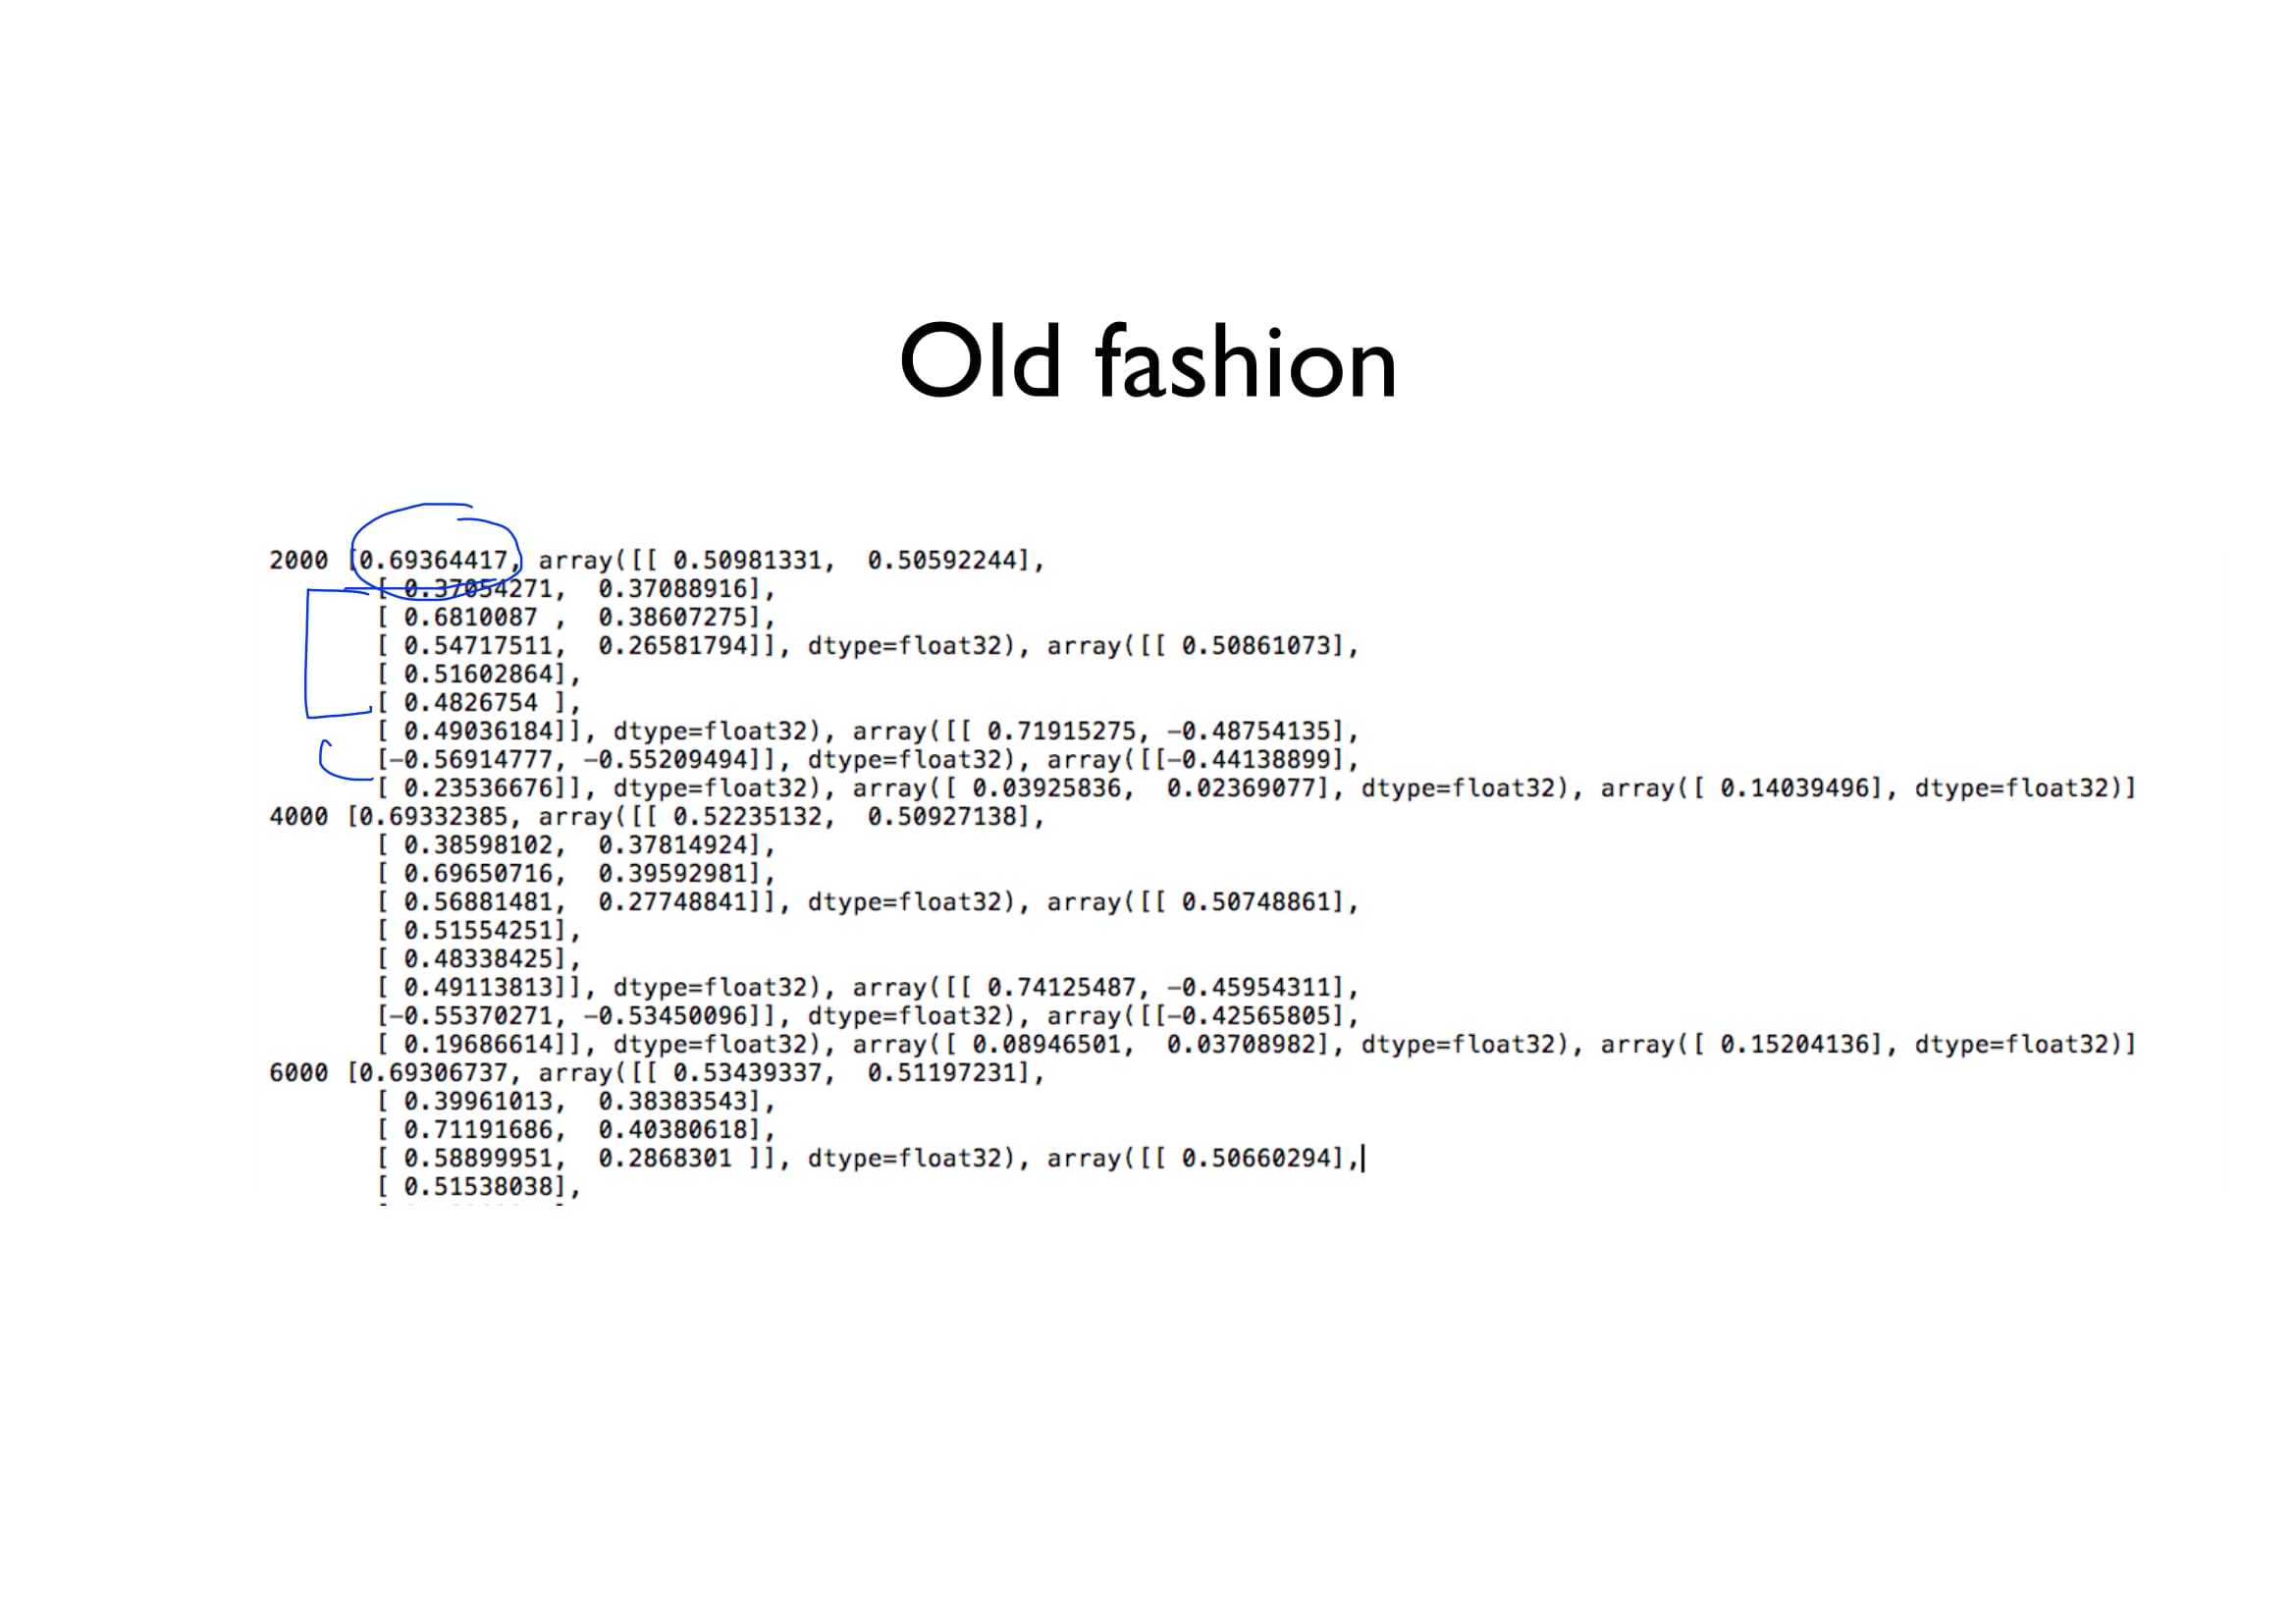 Old fashion
2000 [0.69364417, array([[ 0.50981331,  0.50592244],
[ 0.37054271,  0.37088916],
[ 0.6810087 ,  0.38607275],
[ 0.54717511,  0.26581794]], dtype=float32), array([[ 0.50861073],
[ 0.51602864],
[ 0.4826754 ],
[ 0.49036184]], dtype=float32), array([[ 0.71915275, -0.48754135],
[-0.56914777, -0.55209494]], dtype=float32), array([[-0.44138899],
[ 0.23536676]], dtype=float32), array([ 0.03925836,  0.02369077], dtype=float32), array([ 0.14039496], dtype=float32)]
4000 [0.69332385, array([[ 0.52235132,  0.50927138],
[ 0.38598102,  0.37814924],
[ 0.69650716,  0.39592981],
[ 0.56881481,  0.27748841]], dtype=float32), array([[ 0.50748861],
[ 0.51554251],
[ 0.48338425],
[ 0.49113813]], dtype=float32), array([[ 0.74125487, -0.45954311],
[-0.55370271, -0.53450096]], dtype=float32), array([[-0.42565805],
[ 0.19686614]], dtype=float32), array([ 0.08946501,  0.03708982], dtype=float32), array([ 0.15204136], dtype=float32)]
6000 [0.69306737, array([[ 0.53439337,  0.51197231],
[ 0.39961013,  0.38383543],
[ 0.71191686,  0.40380618],
[ 0.58899951,  0.2868301 ]], dtype=float32), array([[ 0.50660294],
[ 0.51538038],